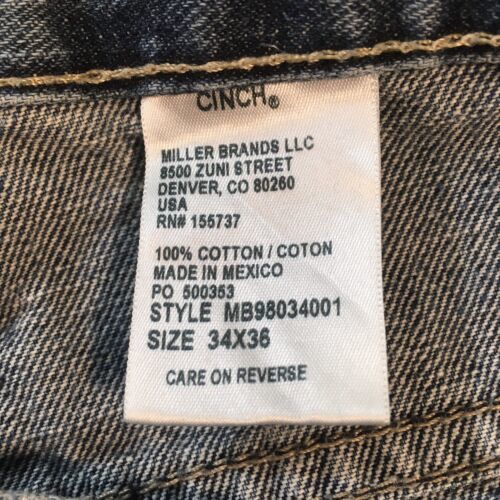 CINCH®
MILLER BRANDS LLC
8500 ZUNI STREET
DENVER, CO 80260
USA
RN# 155737
100% COTTON / COTON
MADE IN MEXICO
PO 500353
STYLE MB98034001
SIZE 34X36
CARE ON REVERSE